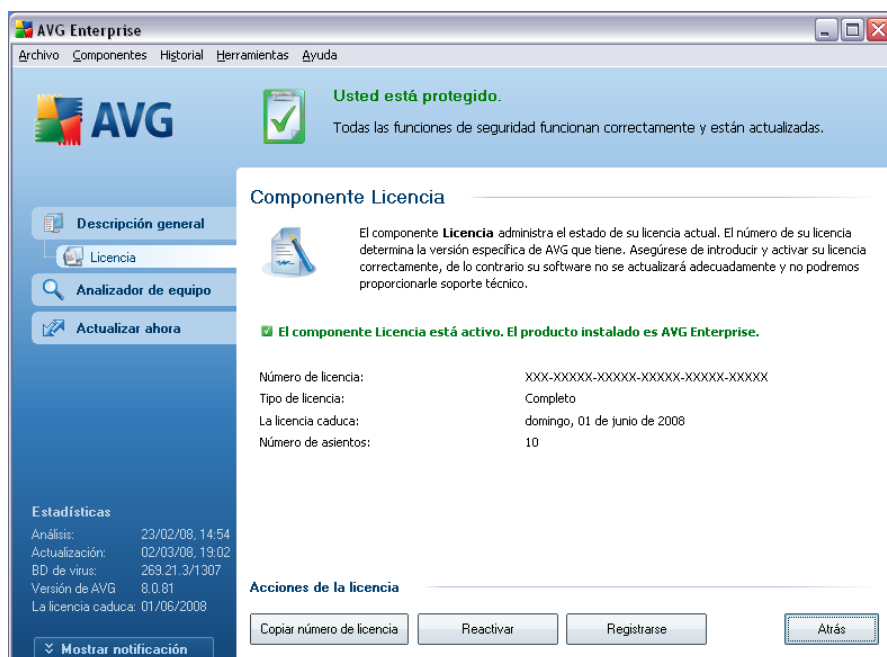 AVG Enterprise
Archivo Componentes Historial Herramientas Ayuda
AVG
Usted está protegido.
Todas las funciones de seguridad funcionan correctamente y están actualizadas.
Descripción general
Licencia
Analizador de equipo
Actualizar ahora
Componente Licencia
El componente Licencia administra el estado de su licencia actual. El número de su licencia
determina la versión específica de AVG que tiene. Asegúrese de introducir y activar su licencia
correctamente, de lo contrario su software no se actualizará adecuadamente y no podremos
proporcionarle soporte técnico.
El componente Licencia está activo. El producto instalado es AVG Enterprise.
Número de licencia: XXX-XXXXX-XXXXX-XXXXX-XXXXX-XXXXX
Tipo de licencia: Completo
La licencia caduca: domingo, 01 de junio de 2008
Número de asientos: 10
Estadísticas
Análisis: 23/02/08, 14:54
Actualización: 02/03/08, 19:02
BD de virus: 269.21.3/1307
Versión de AVG 8.0.81
La licencia caduca: 01/06/2008
Mostrar notificación
Acciones de la licencia
Copiar número de licencia Reactivar Registrarse Atrás